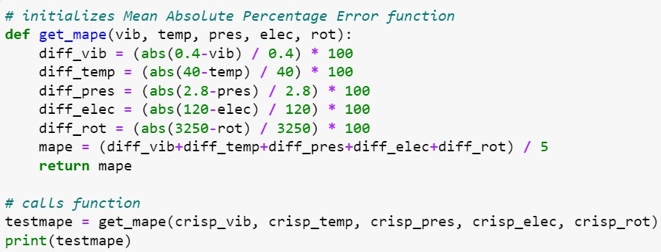 # initializes Mean Absolute Percentage Error function
def get_mape(vib, temp, pres, elec, rot):
    diff_vib = (abs(0.4-vib) / 0.4) * 100
    diff_temp = (abs(40-temp) / 40) * 100
    diff_pres = (abs(2.8-pres) / 2.8) * 100
    diff_elec = (abs(120-elec) / 120) * 100
    diff_rot = (abs(3250-rot) / 3250) * 100
    mape = (diff_vib+diff_temp+diff_pres+diff_elec+diff_rot) / 5
    return mape

# calls function
testmape = get_mape(crisp_vib, crisp_temp, crisp_pres, crisp_elec, crisp_rot)
print(testmape)